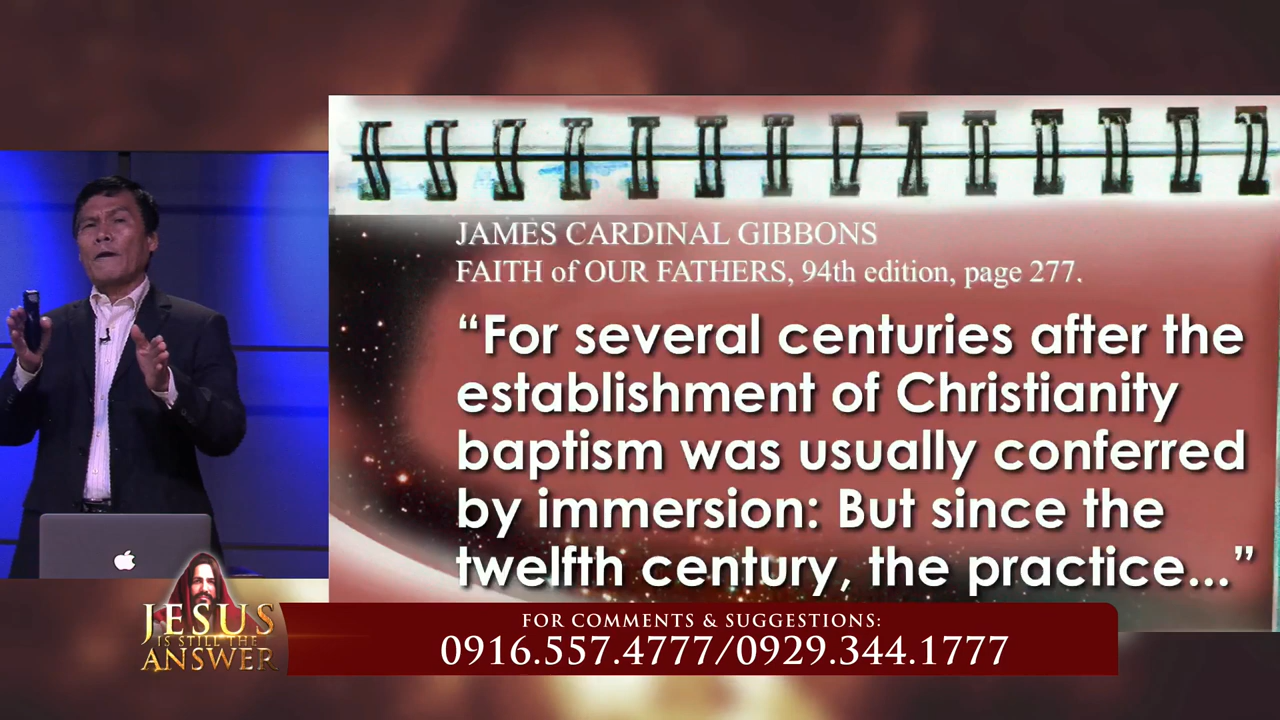 JAMES CARDINAL GIBBONS
FAITH of OUR FATHERS, 94th edition, page 277.
“For several centuries after the
establishment of Christianity
baptism was usually conferred
by immersion: But since the
twelfth century, the practice...”
JESUS
IS STILL THE
ANSWER
FOR COMMENTS & SUGGESTIONS:
0916.557.4777/0929.344.1777